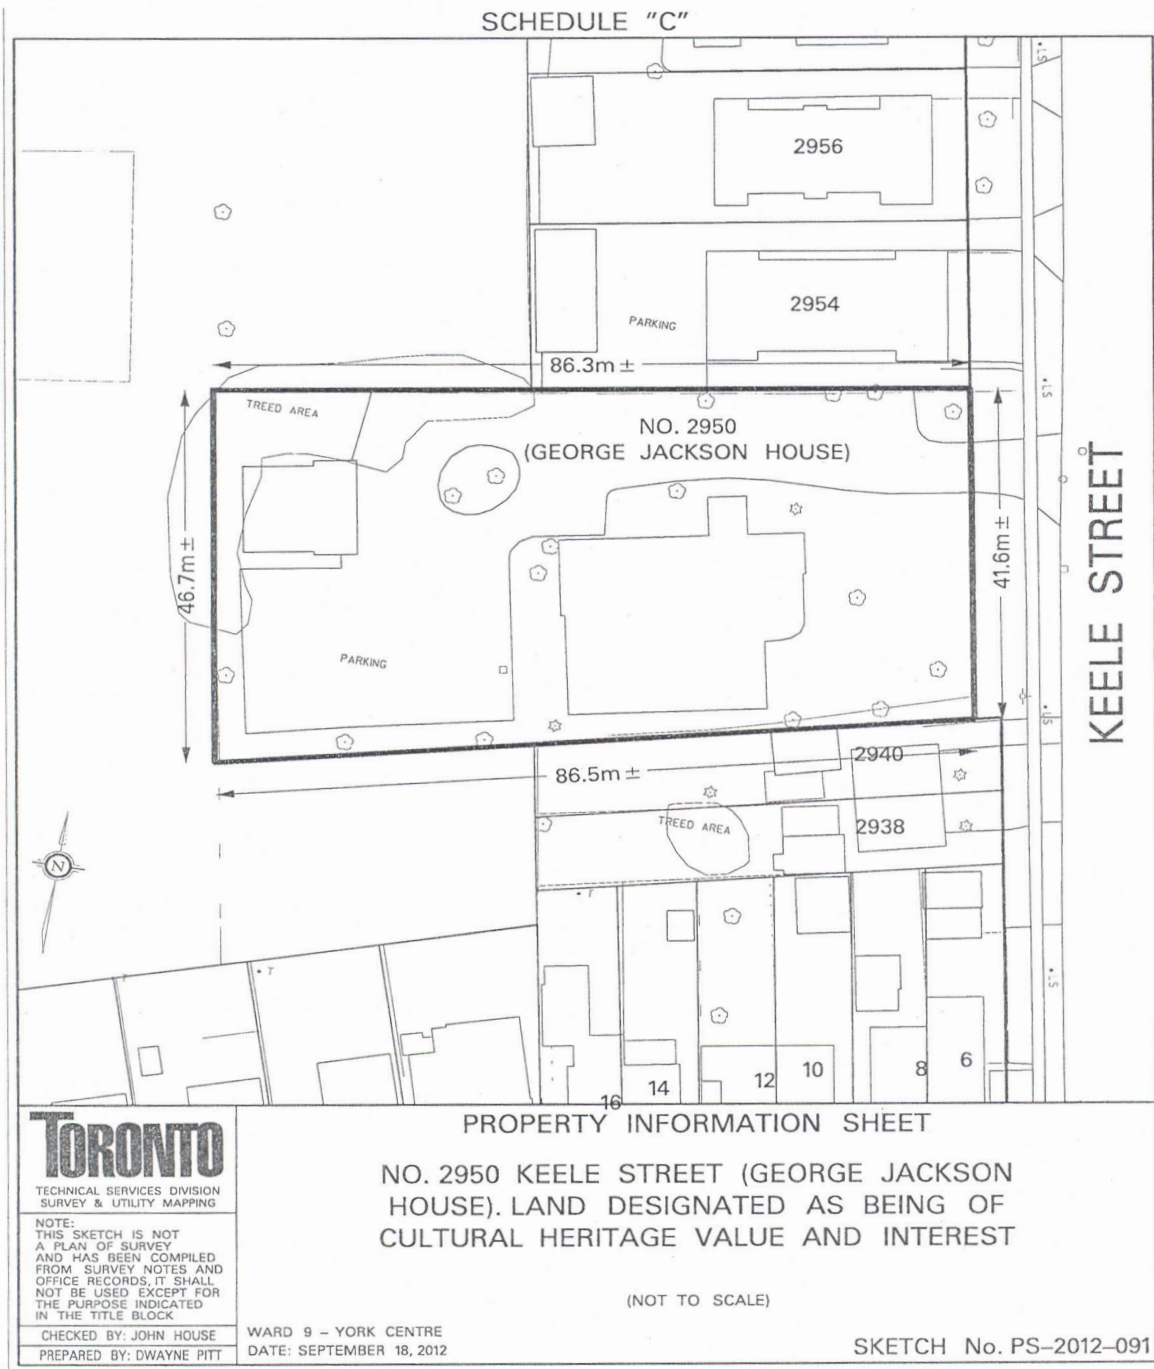 SCHEDULE "C"
LS
2956
2954
PARKING
86.3m ±
LS
TREED AREA
NO. 2950
(GEORGE JACKSON HOUSE)
KEELE STREET
46.7m ±
41.6m ±
PARKING
LS
2940
86.5m ±
TREED AREA
2938
N
T
T
T
LS
16
14
12
10
8
6
TORONTO
TECHNICAL SERVICES DIVISION
SURVEY & UTILITY MAPPING
NOTE:
THIS SKETCH IS NOT
A PLAN OF SURVEY
AND HAS BEEN COMPILED
FROM SURVEY NOTES AND
OFFICE RECORDS, IT SHALL
NOT BE USED EXCEPT FOR
THE PURPOSE INDICATED
IN THE TITLE BLOCK
CHECKED BY: JOHN HOUSE
PREPARED BY: DWAYNE PITT
PROPERTY INFORMATION SHEET
NO. 2950 KEELE STREET (GEORGE JACKSON
HOUSE). LAND DESIGNATED AS BEING OF
CULTURAL HERITAGE VALUE AND INTEREST
(NOT TO SCALE)
WARD 9 – YORK CENTRE
DATE: SEPTEMBER 18, 2012
SKETCH No. PS–2012–091